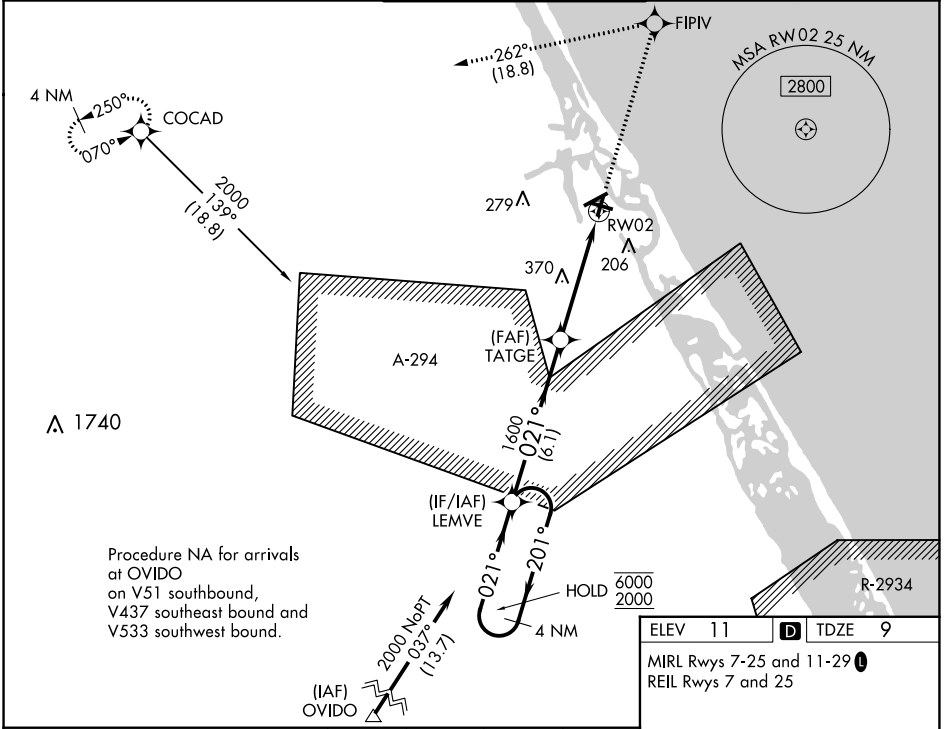 FIPIV
262°
(18.8)
MSA RW02 25 NM
2800
4 NM
250°
070°
COCAD
2000
139°
(18.8)
279
RW02
206
370
(FAF)
TATGE
A-294
1740
1600
021°
(6.1)
(IF/IAF)
LEMVE
021°
201°
HOLD
6000
2000
4 NM
R-2934
Procedure NA for arrivals
at OVIDO
on V51 southbound,
V437 southeast bound and
V533 southwest bound.
2000 NoPT
037°
(13.7)
(IAF)
OVIDO
ELEV 11 D TDZE 9
MIRL Rwys 7-25 and 11-29 L
REIL Rwys 7 and 25